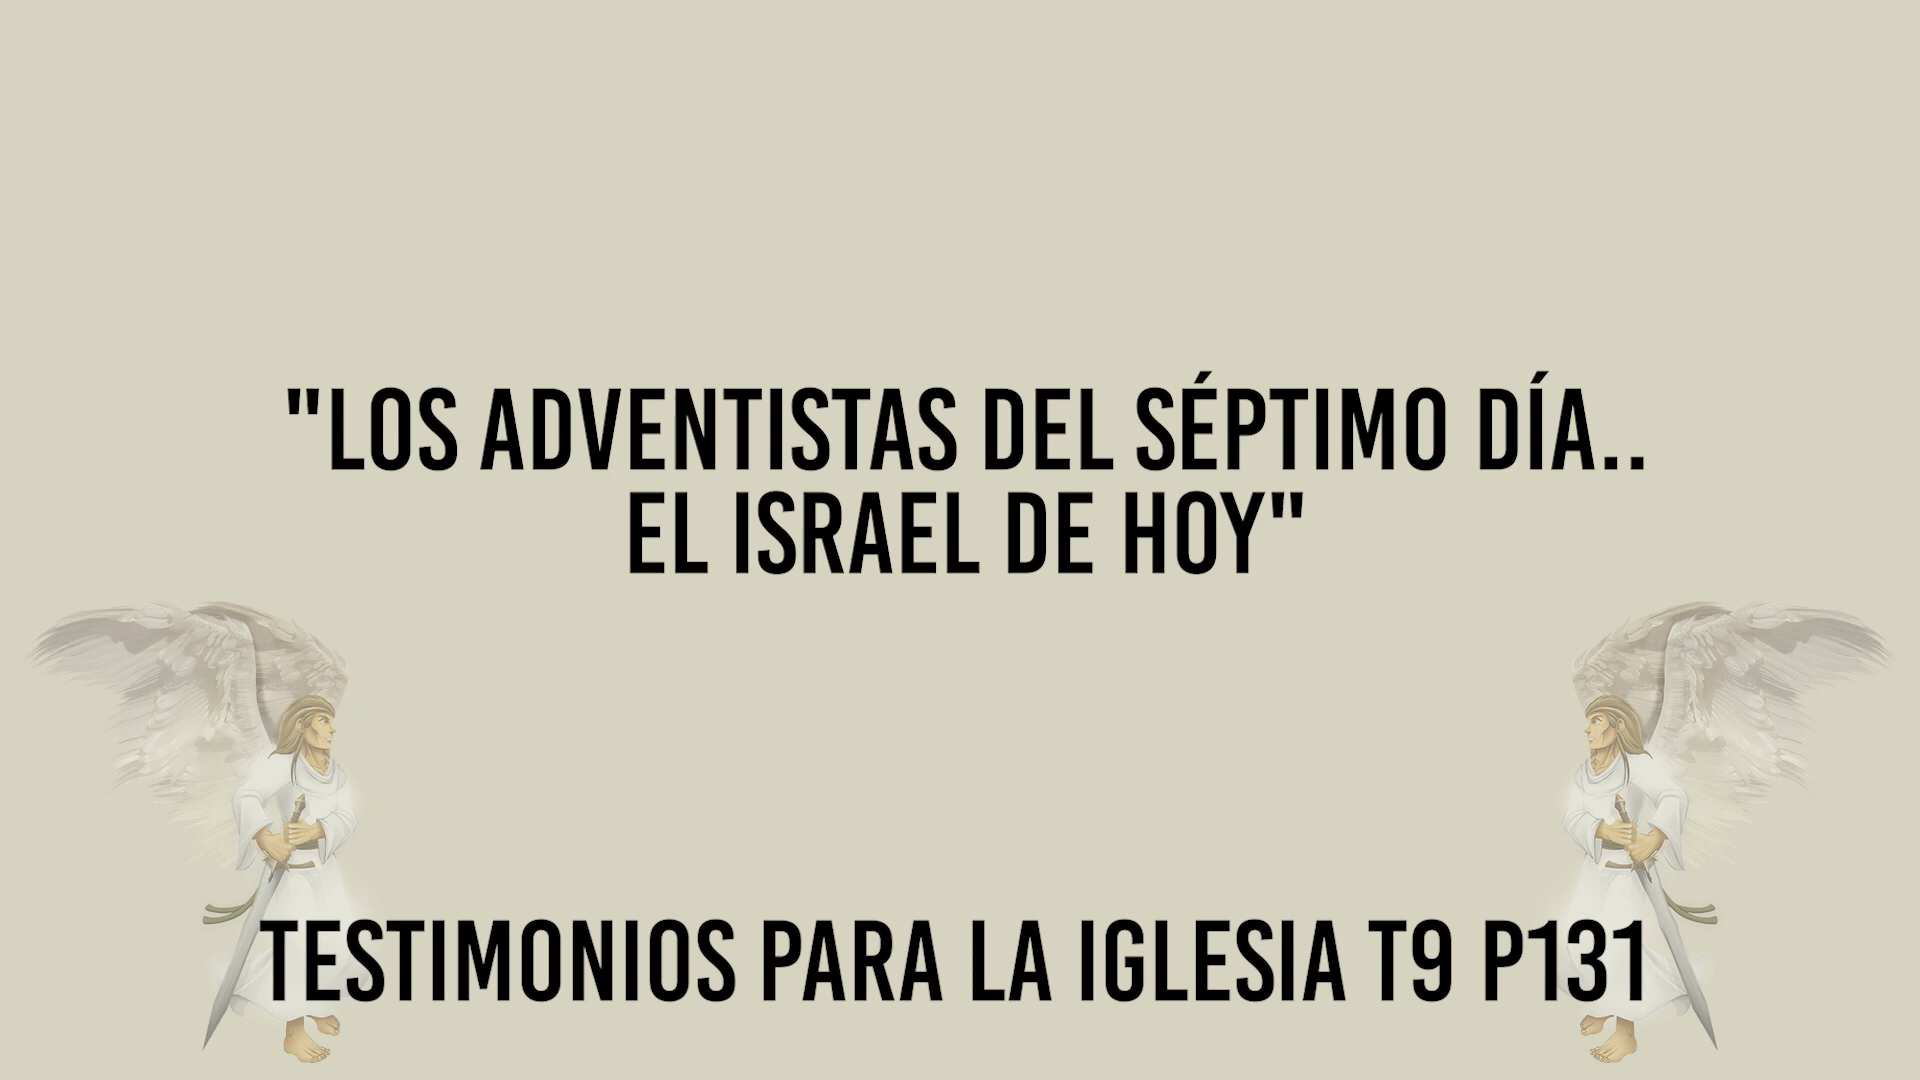 "LOS ADVENTISTAS DEL SÉPTIMO DÍA..
EL ISRAEL DE HOY"
TESTIMONIOS PARA LA IGLESIA T9 P131